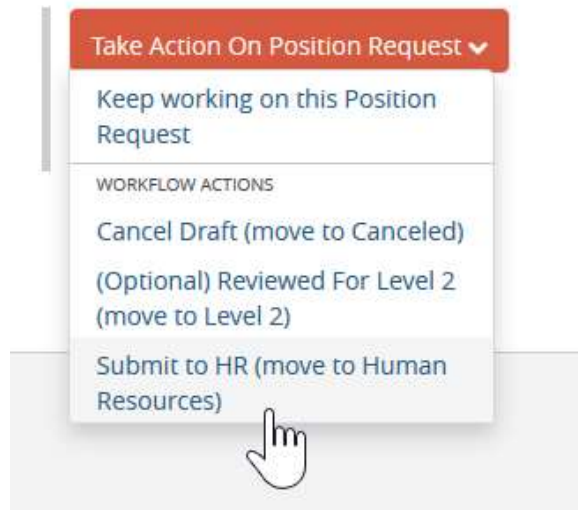 Take Action On Position Request
Keep working on this Position
Request
WORKFLOW ACTIONS
Cancel Draft (move to Canceled)
(Optional) Reviewed For Level 2
(move to Level 2)
Submit to HR (move to Human
Resources)